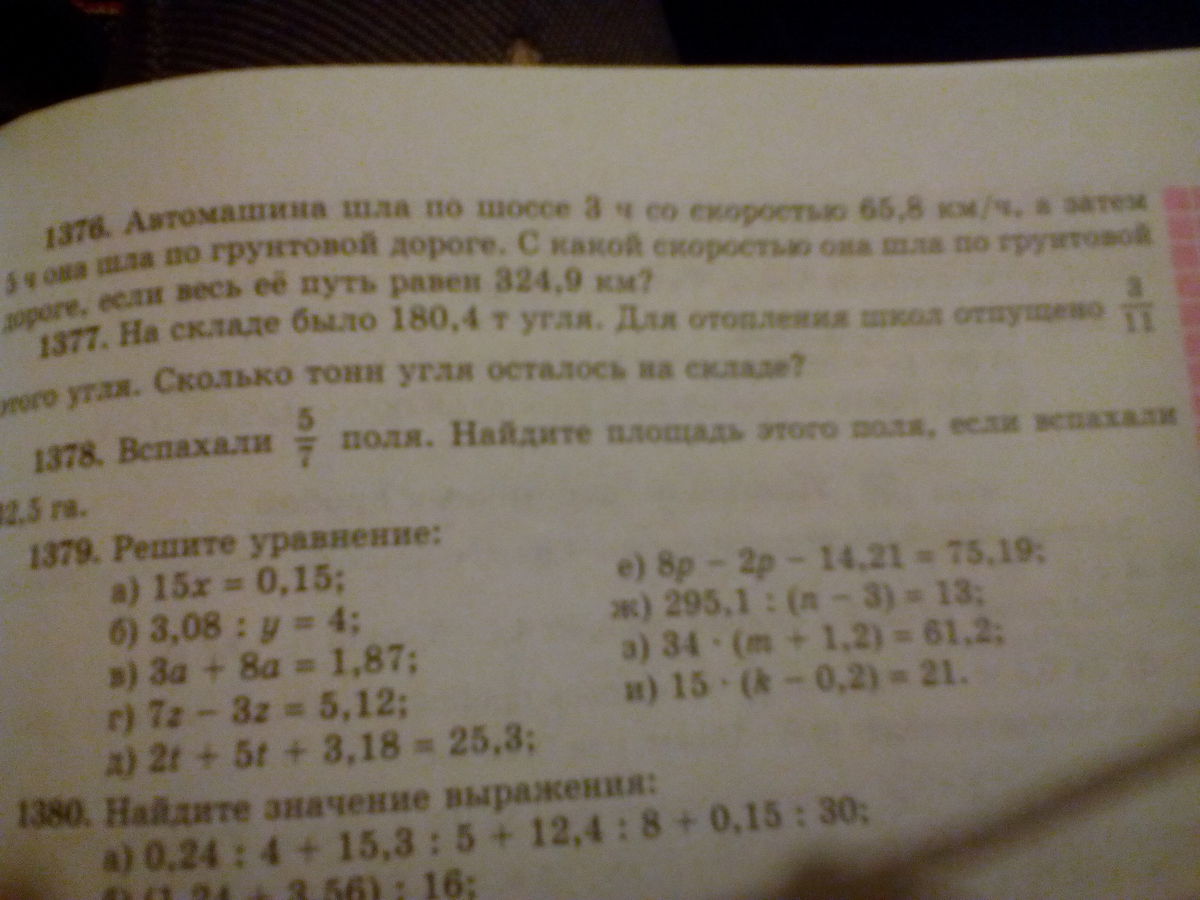 1376. Автомашина шла по шоссе 3 ч со скоростью 65,8 км/ч, а затем
5 ч она шла по грунтовой дороге. С какой скоростью она шла по грунтовой
дороге, если весь её путь равен 324,9 км?
1377. На складе было 180,4 т угля. Для отопления школ отпущено 3/11
этого угля. Сколько тонн угля осталось на складе?
1378. Вспахали 5/7 поля. Найдите площадь этого поля, если вспахали
2,5 га.
1379. Решите уравнение:
а) 15x = 0,15;
б) 3,08 : y = 4;
в) 3a + 8a = 1,87;
г) 7z − 3z = 5,12;
д) 2t + 5t + 3,18 = 25,3;
е) 8p − 2p − 14,21 = 75,19;
ж) 295,1 : (n − 3) = 13;
з) 34 · (m + 1,2) = 61,2;
и) 15 · (k − 0,2) = 21.
1380. Найдите значение выражения:
а) 0,24 : 4 + 15,3 : 5 + 12,4 : 8 + 0,15 : 30;
б) (1,24 + 3,56) : 16;